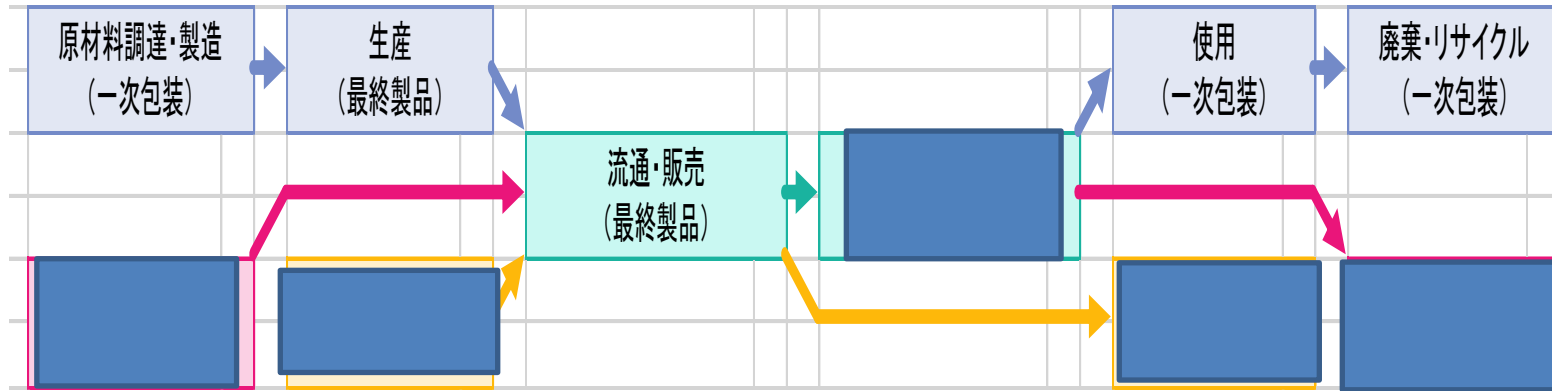 原材料調達・製造
(一次包装)
生産
(最終製品)
使用
(一次包装)
廃棄・リサイクル
(一次包装)
流通・販売
(最終製品)